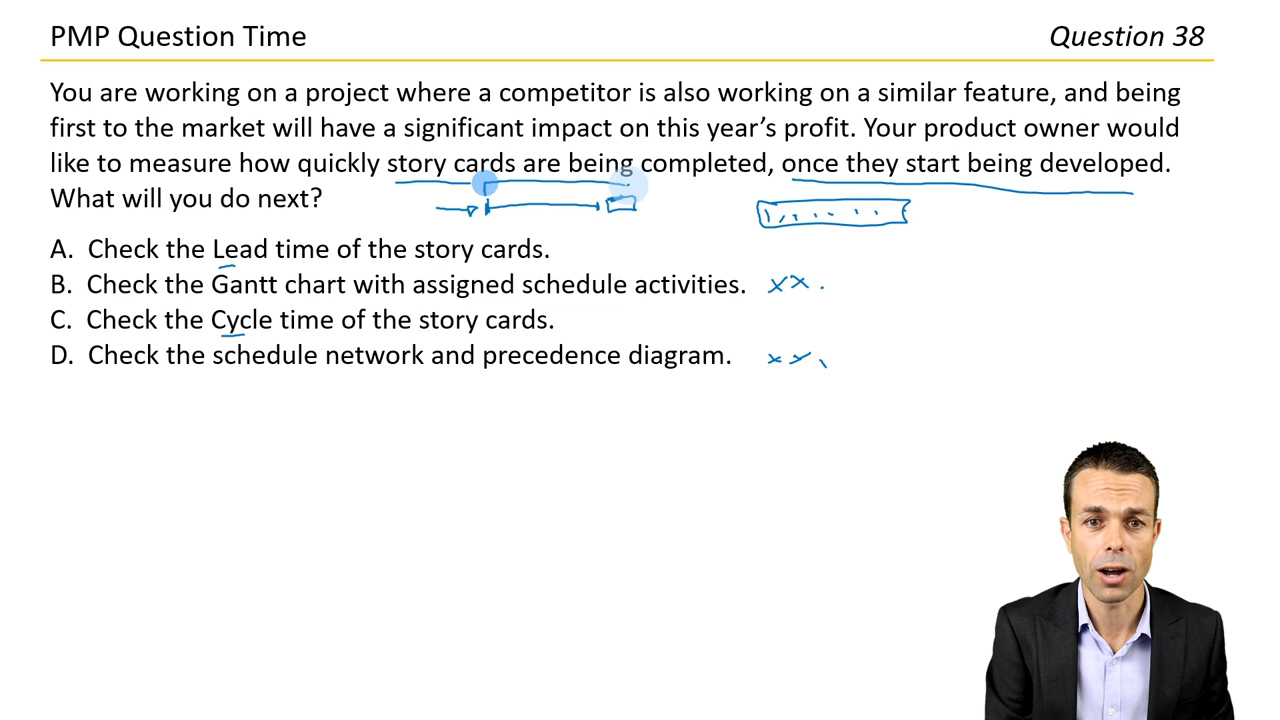 PMP Question Time
Question 38
You are working on a project where a competitor is also working on a similar feature, and being
first to the market will have a significant impact on this year’s profit. Your product owner would
like to measure how quickly story cards are being completed, once they start being developed.
What will you do next?
A. Check the Lead time of the story cards.
B. Check the Gantt chart with assigned schedule activities.
C. Check the Cycle time of the story cards.
D. Check the schedule network and precedence diagram.